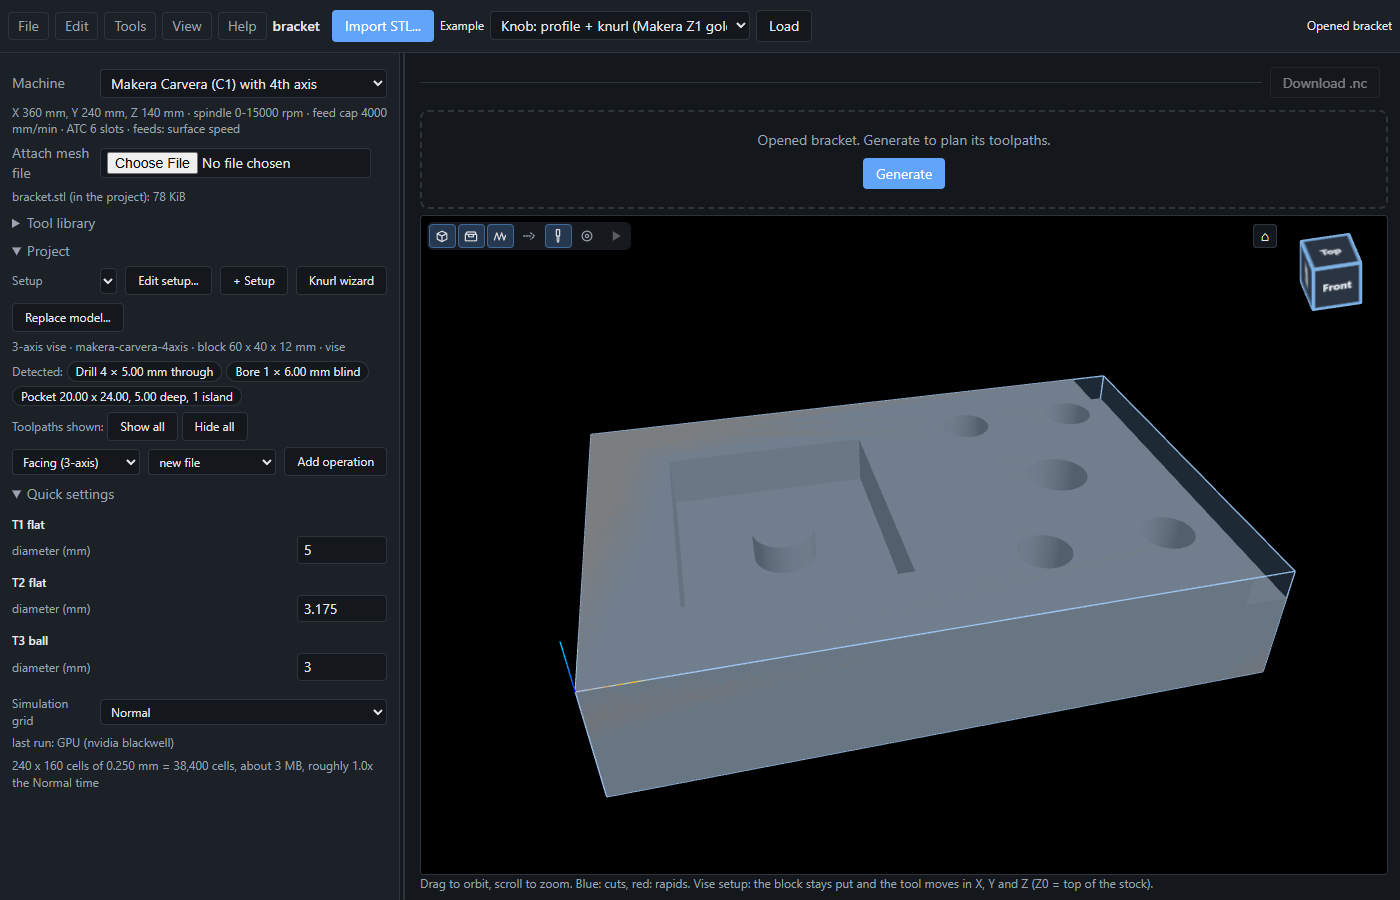 File Edit Tools View Help bracket Import STL... Example Knob: profile + knurl (Makera Z1 gol Load Opened bracket
Machine Makera Carvera (C1) with 4th axis
X 360 mm, Y 240 mm, Z 140 mm · spindle 0-15000 rpm · feed cap 4000
mm/min · ATC 6 slots · feeds: surface speed
Attach mesh
file Choose File No file chosen
bracket.stl (in the project): 78 KiB
Tool library
Project
Setup Edit setup... + Setup Knurl wizard
Replace model...
3-axis vise · makera-carvera-4axis · block 60 x 40 x 12 mm · vise
Detected: Drill 4 × 5.00 mm through Bore 1 × 6.00 mm blind
Pocket 20.00 x 24.00, 5.00 deep, 1 island
Toolpaths shown: Show all Hide all
Facing (3-axis) new file Add operation
Quick settings
T1 flat
diameter (mm) 5
T2 flat
diameter (mm) 3.175
T3 ball
diameter (mm) 3
Simulation
grid Normal
last run: GPU (nvidia blackwell)
240 x 160 cells of 0.250 mm = 38,400 cells, about 3 MB, roughly 1.0x
the Normal time
Download .nc
Opened bracket. Generate to plan its toolpaths.
Generate
Top
Front
Drag to orbit, scroll to zoom. Blue: cuts, red: rapids. Vise setup: the block stays put and the tool moves in X, Y and Z (Z0 = top of the stock).